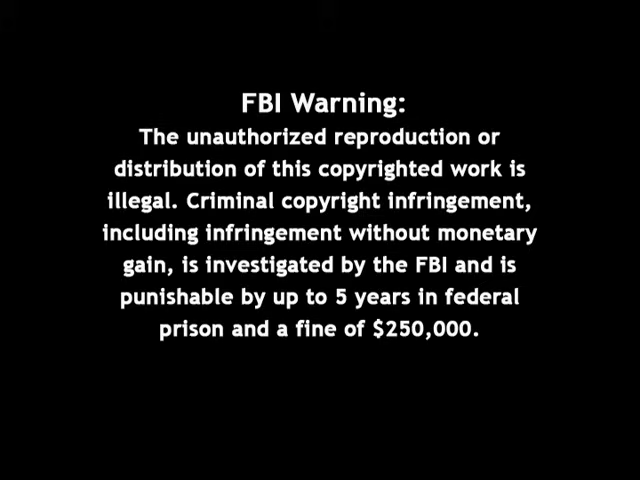 FBI Warning:
The unauthorized reproduction or
distribution of this copyrighted work is
illegal. Criminal copyright infringement,
including infringement without monetary
gain, is investigated by the FBI and is
punishable by up to 5 years in federal
prison and a fine of $250,000.